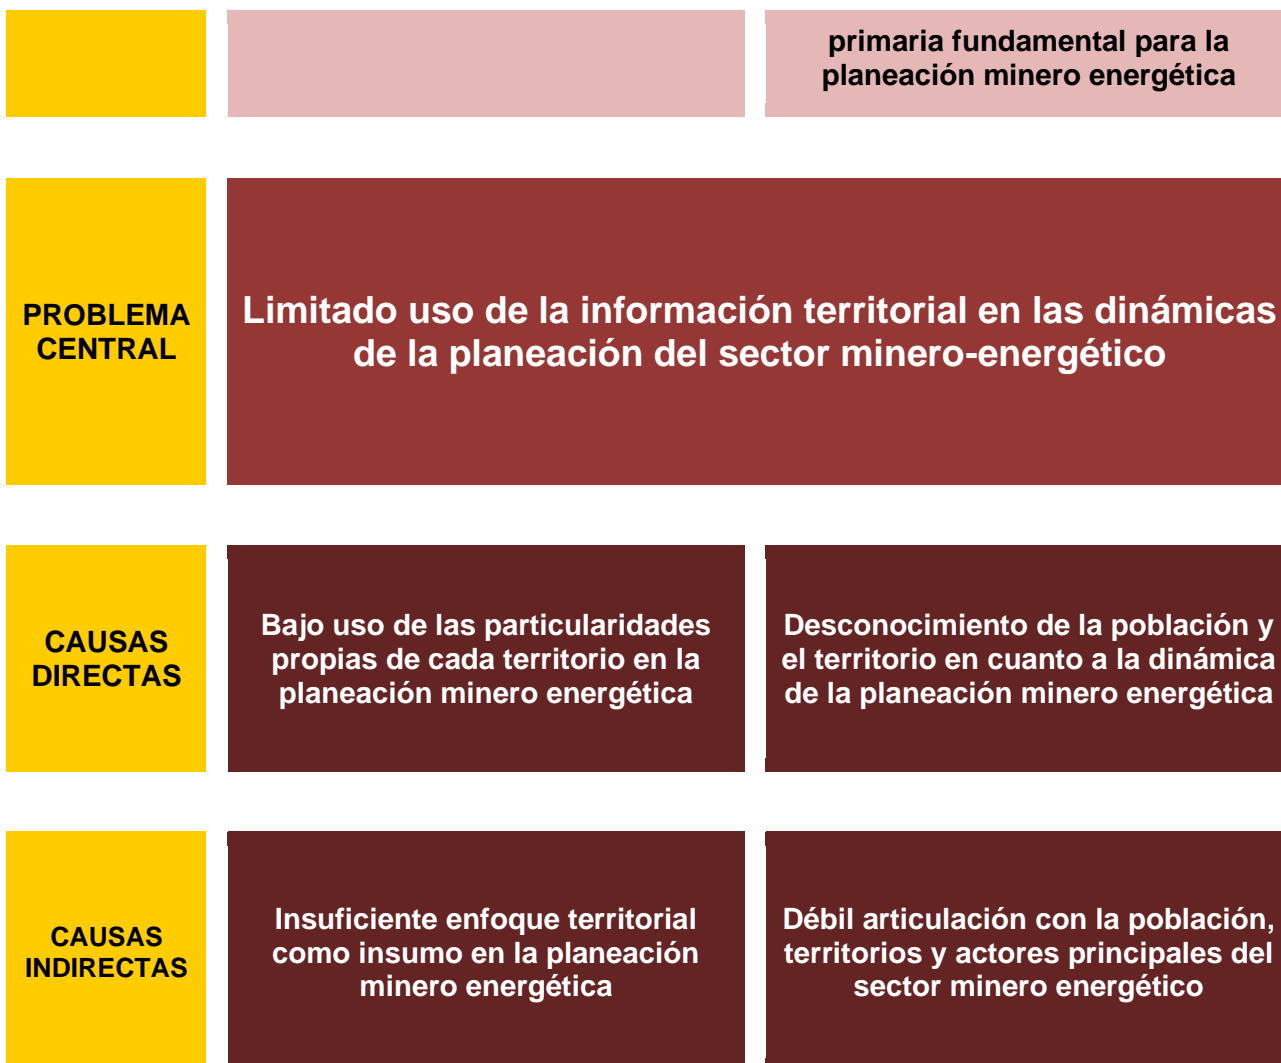 primaria fundamental para la
planeación minero energética
PROBLEMA
CENTRAL
Limitado uso de la información territorial en las dinámicas
de la planeación del sector minero-energético
CAUSAS
DIRECTAS
Bajo uso de las particularidades
propias de cada territorio en la
planeación minero energética
Desconocimiento de la población y
el territorio en cuanto a la dinámica
de la planeación minero energética
CAUSAS
INDIRECTAS
Insuficiente enfoque territorial
como insumo en la planeación
minero energética
Débil articulación con la población,
territorios y actores principales del
sector minero energético